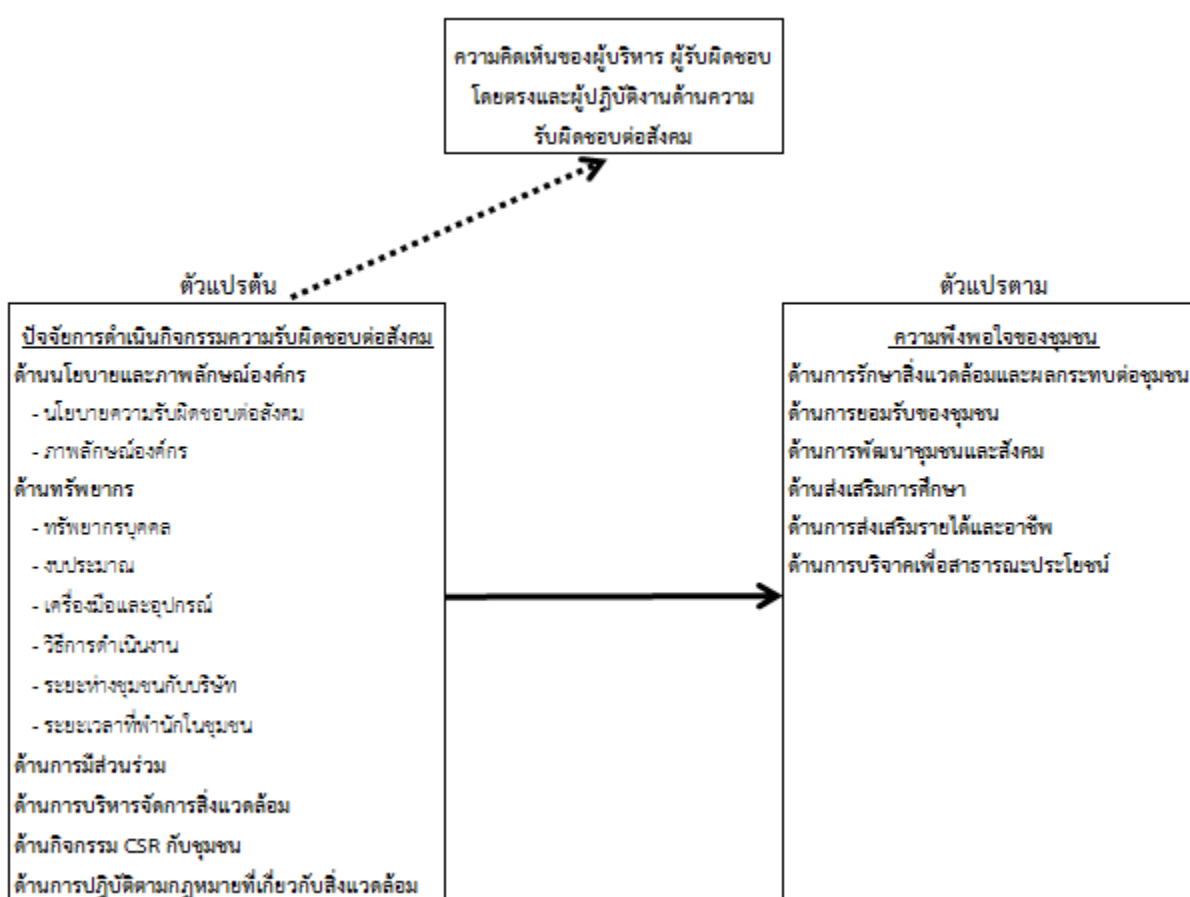 ความคิดเห็นของผู้บริหาร ผู้รับผิดชอบ
โดยตรงและผู้ปฏิบัติงานด้านความ
รับผิดชอบต่อสังคม
ตัวแปรต้น
ปัจจัยการดำเนินกิจกรรมความรับผิดชอบต่อสังคม
ด้านนโยบายและภาพลักษณ์องค์กร
- นโยบายความรับผิดชอบต่อสังคม
- ภาพลักษณ์องค์กร
ด้านทรัพยากร
- ทรัพยากรบุคคล
- งบประมาณ
- เครื่องมือและอุปกรณ์
- วิธีการดำเนินงาน
- ระยะห่างชุมชนกับบริษัท
- ระยะเวลาที่พำนักในชุมชน
ด้านการมีส่วนร่วม
ด้านการบริหารจัดการสิ่งแวดล้อม
ด้านกิจกรรม CSR กับชุมชน
ด้านการปฏิบัติตามกฎหมายที่เกี่ยวกับสิ่งแวดล้อม
ตัวแปรตาม
ความพึงพอใจของชุมชน
ด้านการรักษาสิ่งแวดล้อมและผลกระทบต่อชุมชน
ด้านการยอมรับของชุมชน
ด้านการพัฒนาชุมชนและสังคม
ด้านส่งเสริมการศึกษา
ด้านการส่งเสริมรายได้และอาชีพ
ด้านการบริจาคเพื่อสาธารณะประโยชน์